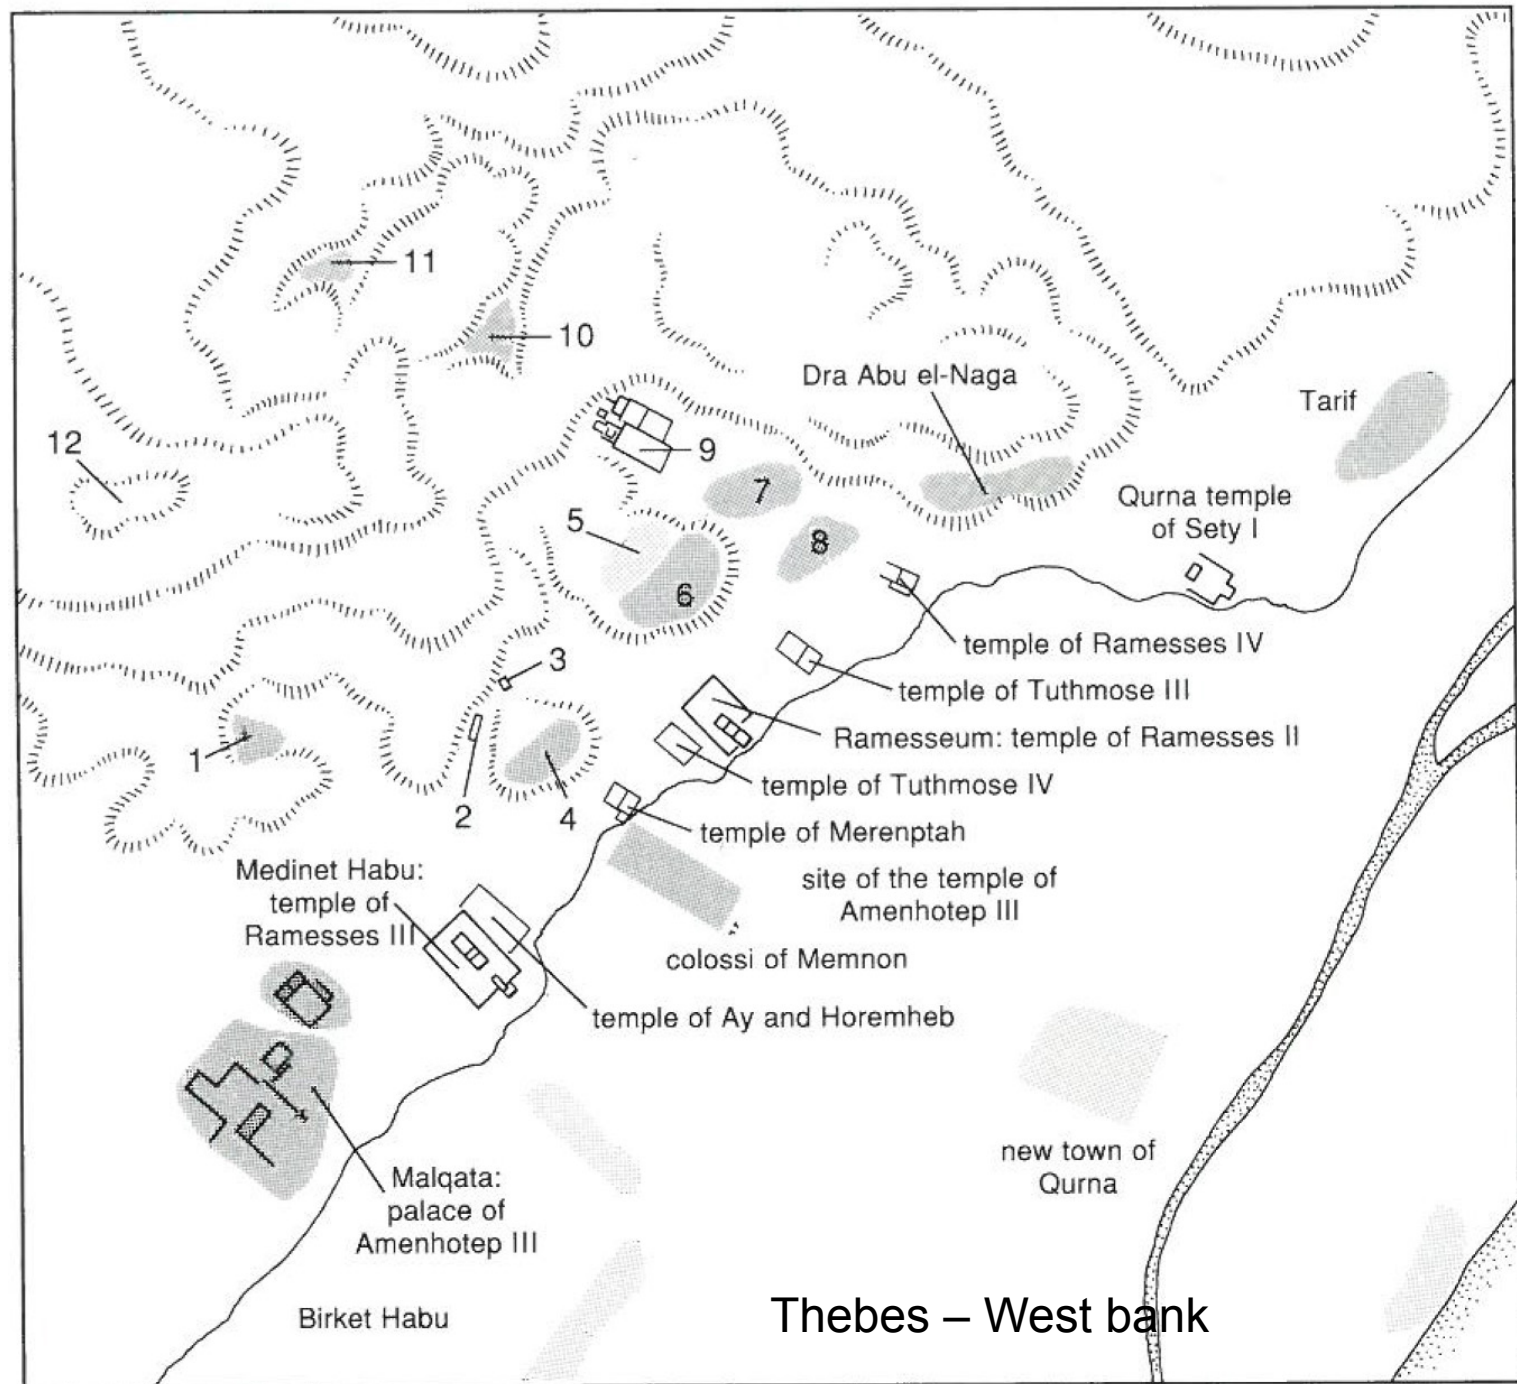 11
10
Dra Abu el-Naga
Tarif
12
9
7
Qurna temple
of Sety I
5
8
6
temple of Ramesses IV
3
temple of Tuthmose III
1
Ramesseum: temple of Ramesses II
temple of Tuthmose IV
2
4
temple of Merenptah
Medinet Habu:
temple of
Ramesses III
site of the temple of
Amenhotep III
colossi of Memnon
temple of Ay and Horemheb
new town of
Qurna
Malqata:
palace of
Amenhotep III
Birket Habu
Thebes – West bank